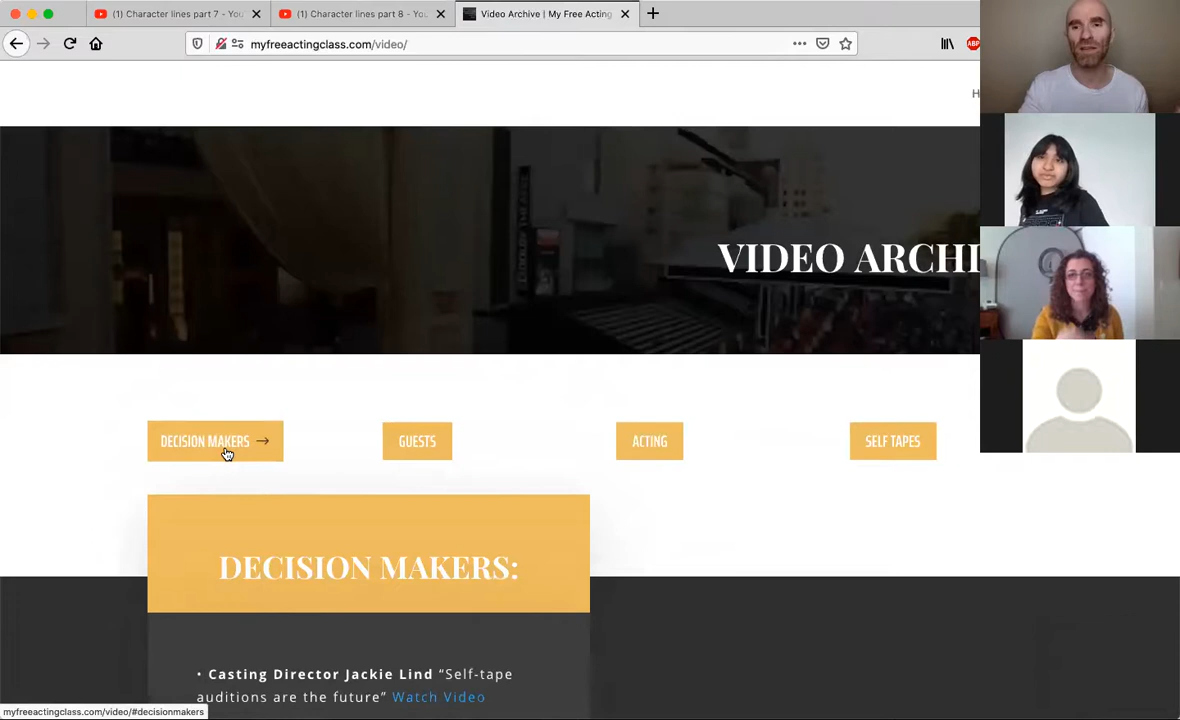 (1) Character lines part 7 - You
(1) Character lines part 8 - You
Video Archive | My Free Acting
myfreeactingclass.com/video/
ABP
H
VIDEO ARCHI
DECISION MAKERS →
GUESTS
ACTING
SELF TAPES
DECISION MAKERS:
• Casting Director Jackie Lind “Self-tape
auditions are the future” Watch Video
myfreeactingclass.com/video/#decisionmakers